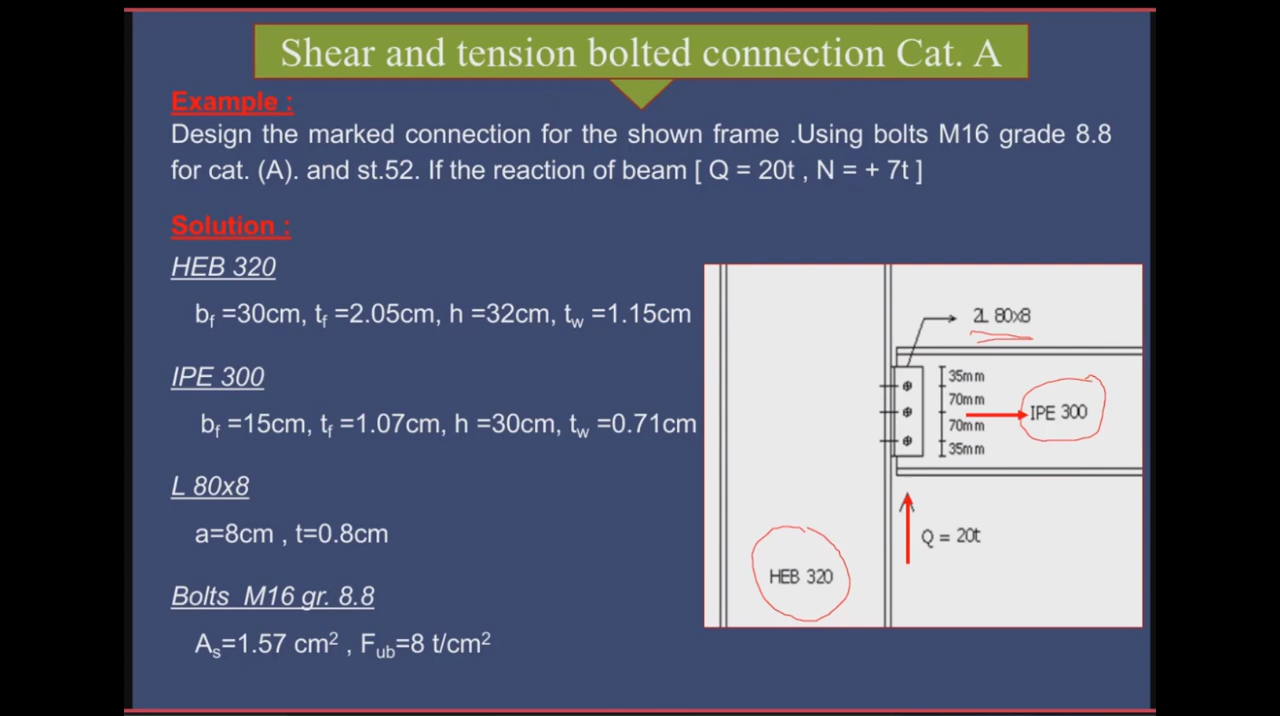 Shear and tension bolted connection Cat. A
Example :
Design the marked connection for the shown frame .Using bolts M16 grade 8.8
for cat. (A). and st.52. If the reaction of beam [ Q = 20t , N = + 7t ]
Solution :
HEB 320
bf =30cm, tf =2.05cm, h =32cm, tw =1.15cm
IPE 300
bf =15cm, tf =1.07cm, h =30cm, tw =0.71cm
L 80x8
a=8cm , t=0.8cm
Bolts M16 gr. 8.8
As=1.57 cm² , Fub=8 t/cm²
2L 80x8
35mm
70mm
IPE 300
70mm
35mm
Q = 20t
HEB 320